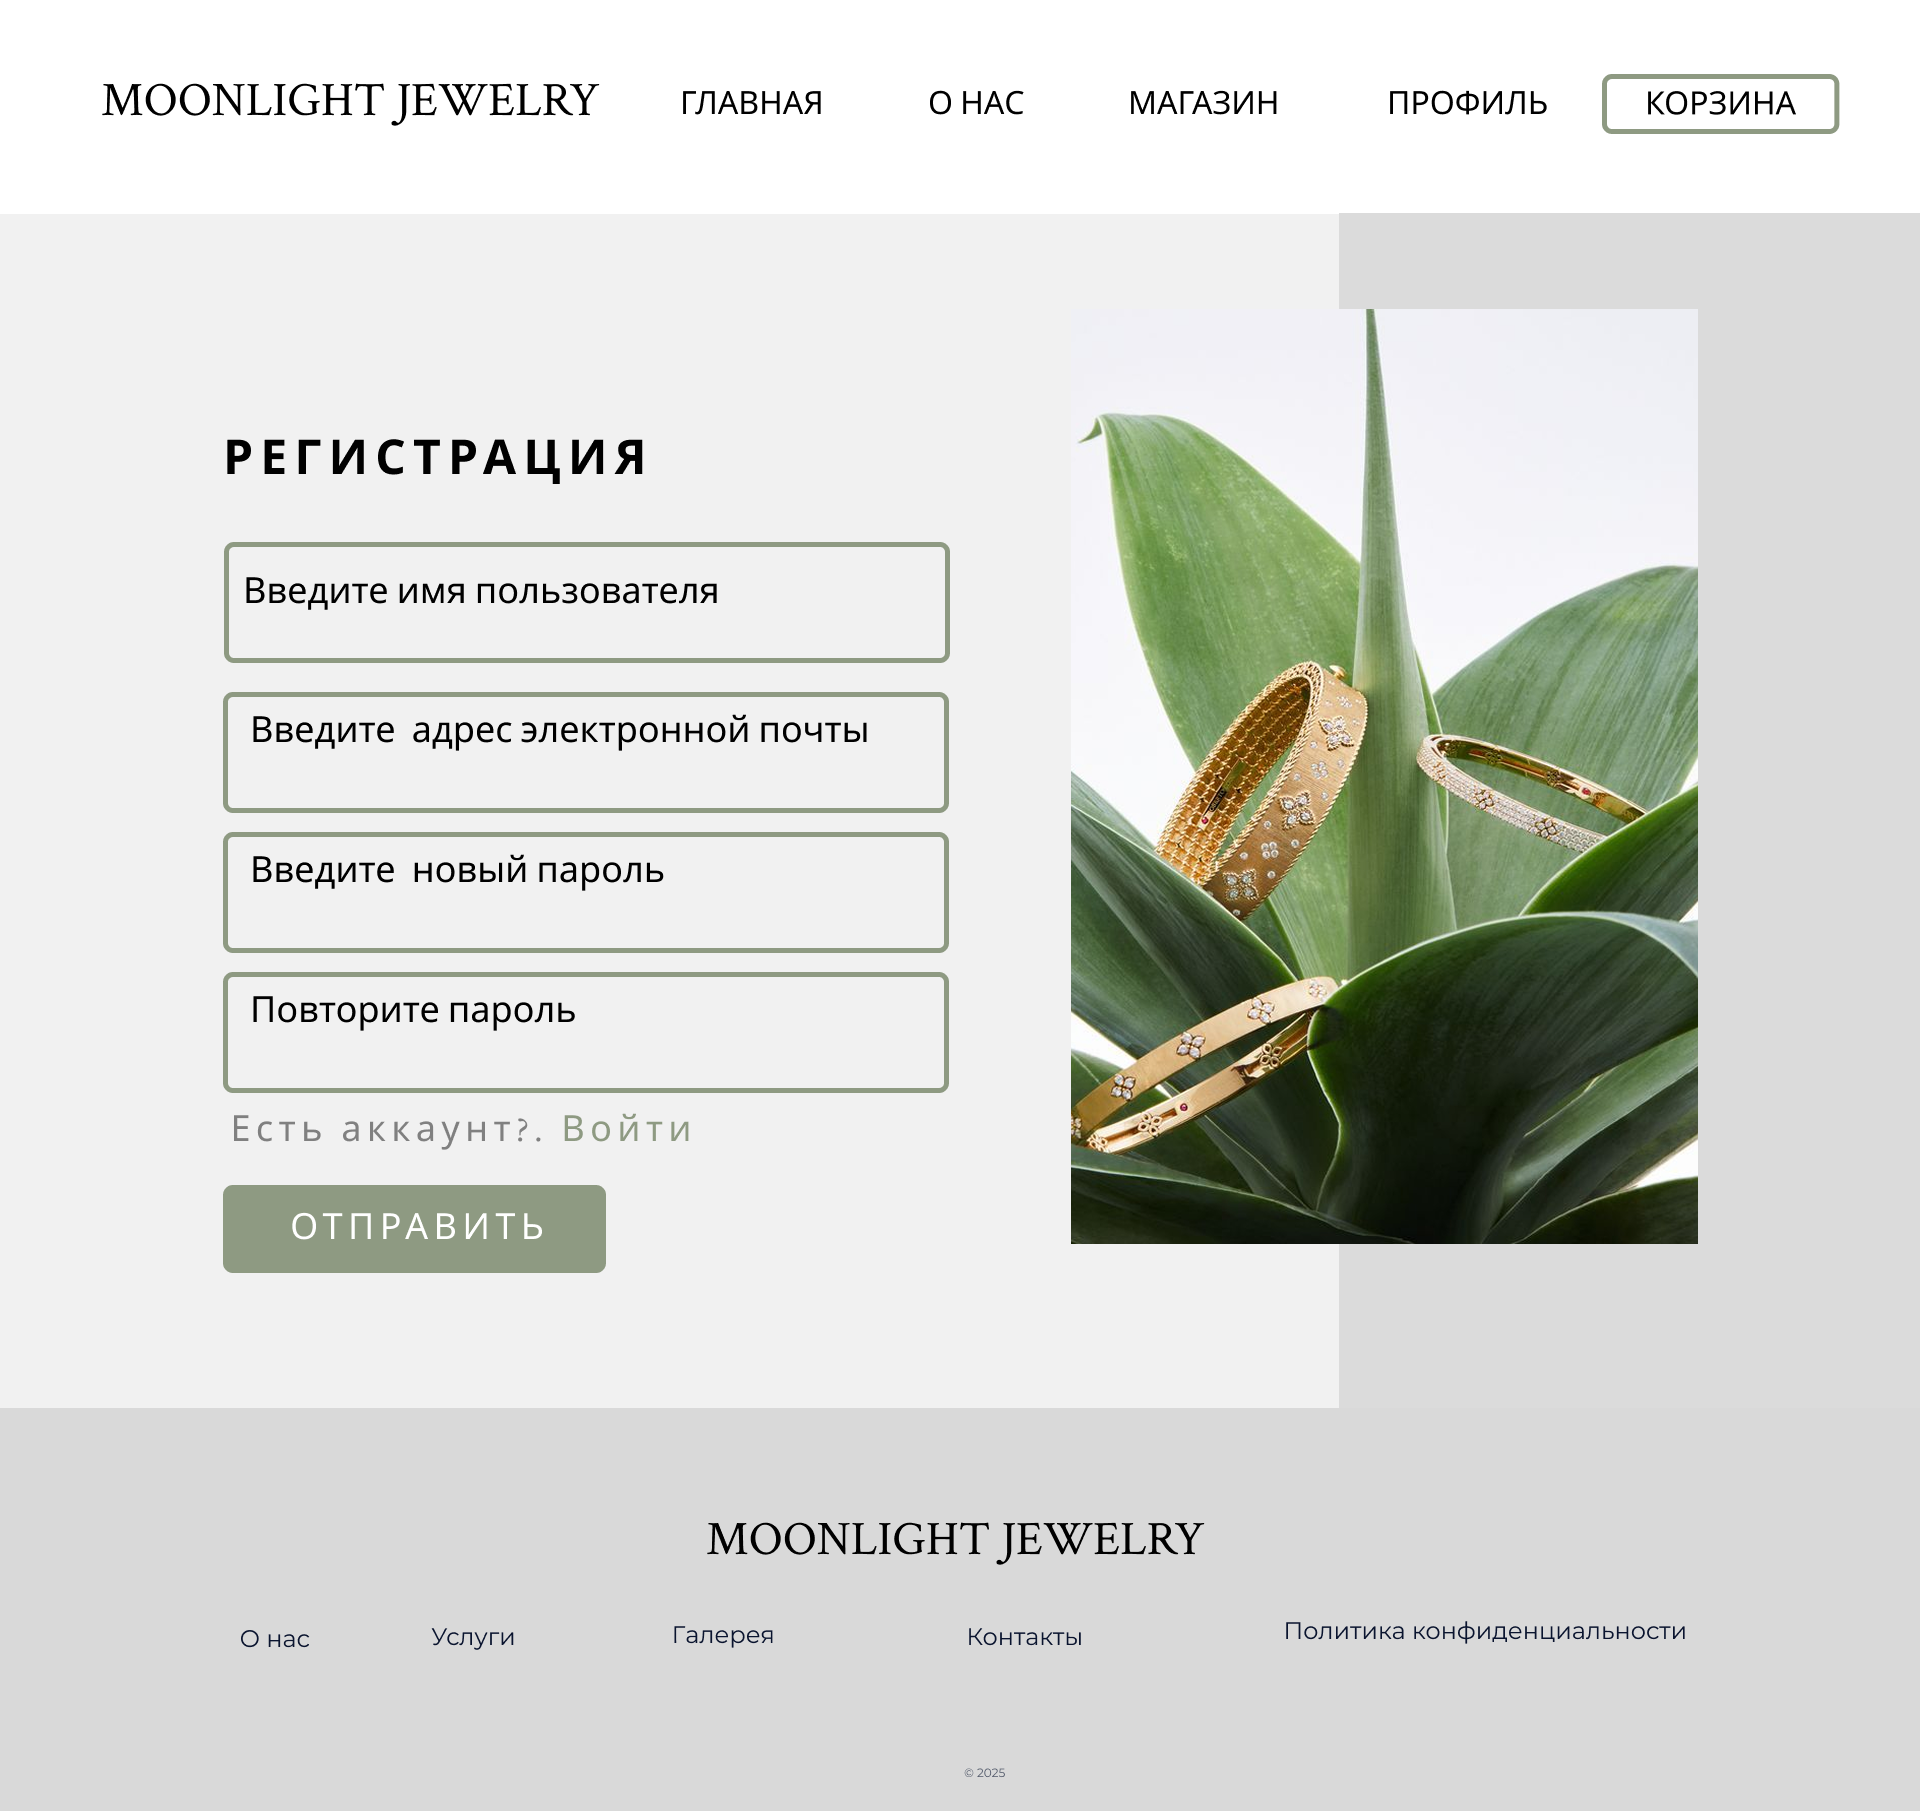 MOONLIGHT JEWELRY
ГЛАВНАЯ
О НАС
МАГАЗИН
ПРОФИЛЬ
КОРЗИНА
РЕГИСТРАЦИЯ
Введите имя пользователя
Введите адрес электронной почты
Введите новый пароль
Повторите пароль
Есть аккаунт?. Войти
ОТПРАВИТЬ
MOONLIGHT JEWELRY
О нас
Услуги
Галерея
Контакты
Политика конфиденциальности
© 2025